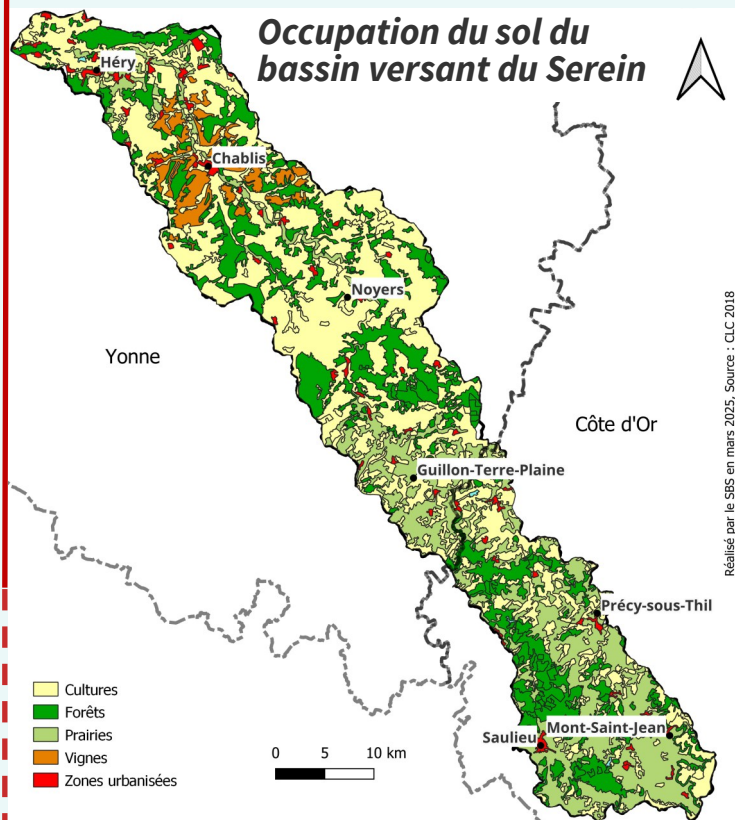 Occupation du sol du
bassin versant du Serein
Héry
Chablis
Noyers
Yonne
Côte d'Or
Guillon-Terre-Plaine
Précy-sous-Thil
Mont-Saint-Jean
Saulieu
Cultures
Forêts
Prairies
Vignes
Zones urbanisées
0 5 10 km
Réalisé par le SBS en mars 2025, Source : CLC 2018